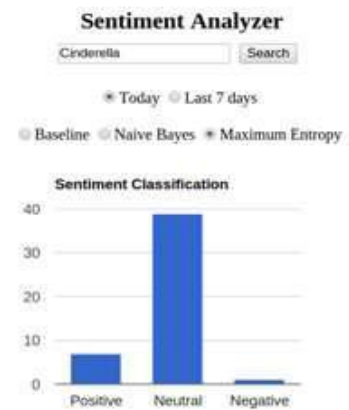 Sentiment Analyzer
Cinderella Search
Today Last 7 days
Baseline Naive Bayes Maximum Entropy
Sentiment Classification
40
30
20
10
0
Positive Neutral Negative